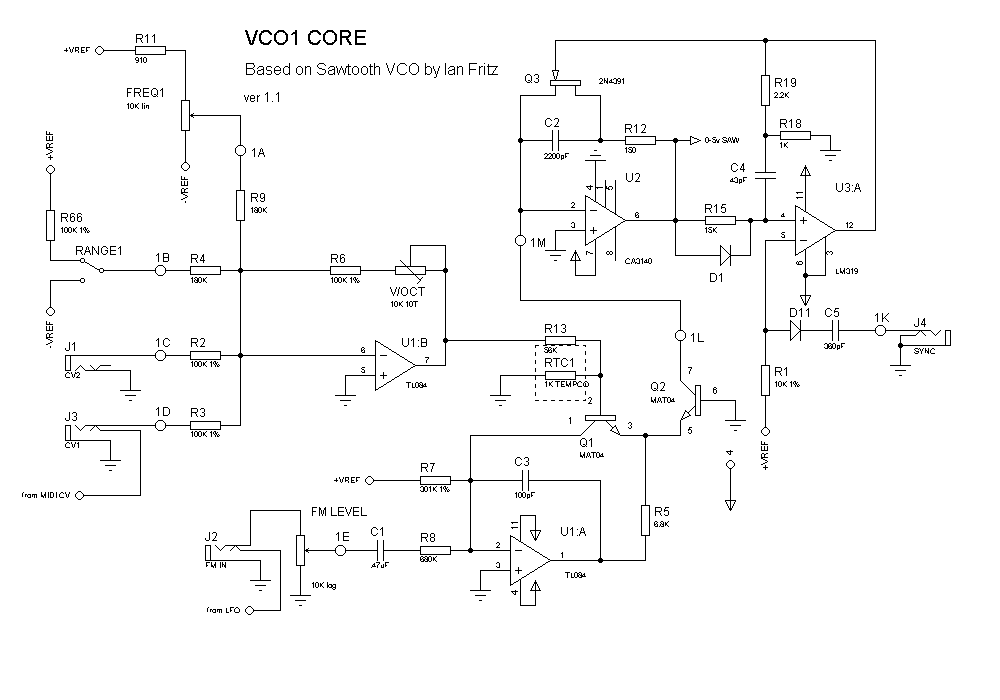 VCO1 CORE
Based on Sawtooth VCO by Ian Fritz
ver 1.1
+VREF
R11
910
FREQ1
10K lin
-VREF
1A
R9
180K
+VREF
R66
100K 1%
RANGE1
-VREF
1B
R4
180K
R6
100K 1%
V/OCT
10K 10T
J1
CV2
1C
R2
100K 1%
6
5
7
U1:B
TL084
J3
CV1
1D
R3
100K 1%
from MIDICV
Q3
2N4391
C2
2200pF
R12
150
0-5v SAW
R19
2.2K
R18
1K
C4
43pF
U2
4
1
5
2
3
6
7
8
CA3140
1M
R15
15K
D1
U3:A
11
4
5
12
6
3
LM319
D11
C5
360pF
1K
J4
SYNC
R1
10K 1%
+VREF
R13
56K
RTC1
1K TEMPCO
1L
7
Q2
MAT04
6
5
4
2
1
3
Q1
MAT04
+VREF
R7
301K 1%
C3
100pF
R5
6.8K
FM LEVEL
J2
FM IN
10K log
from LFO
1E
C1
.47uF
R8
680K
11
2
3
1
4
U1:A
TL084